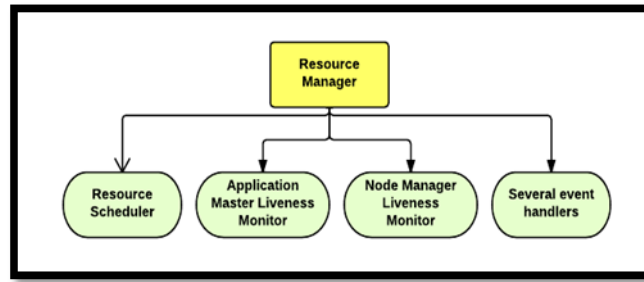 Resource
Manager
Resource
Scheduler
Application
Master Liveness
Monitor
Node Manager
Liveness
Monitor
Several event
handlers